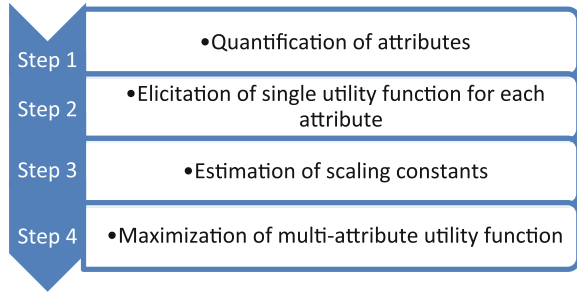 Step 1
•Quantification of attributes
Step 2
•Elicitation of single utility function for each
attribute
Step 3
•Estimation of scaling constants
Step 4
•Maximization of multi-attribute utility function